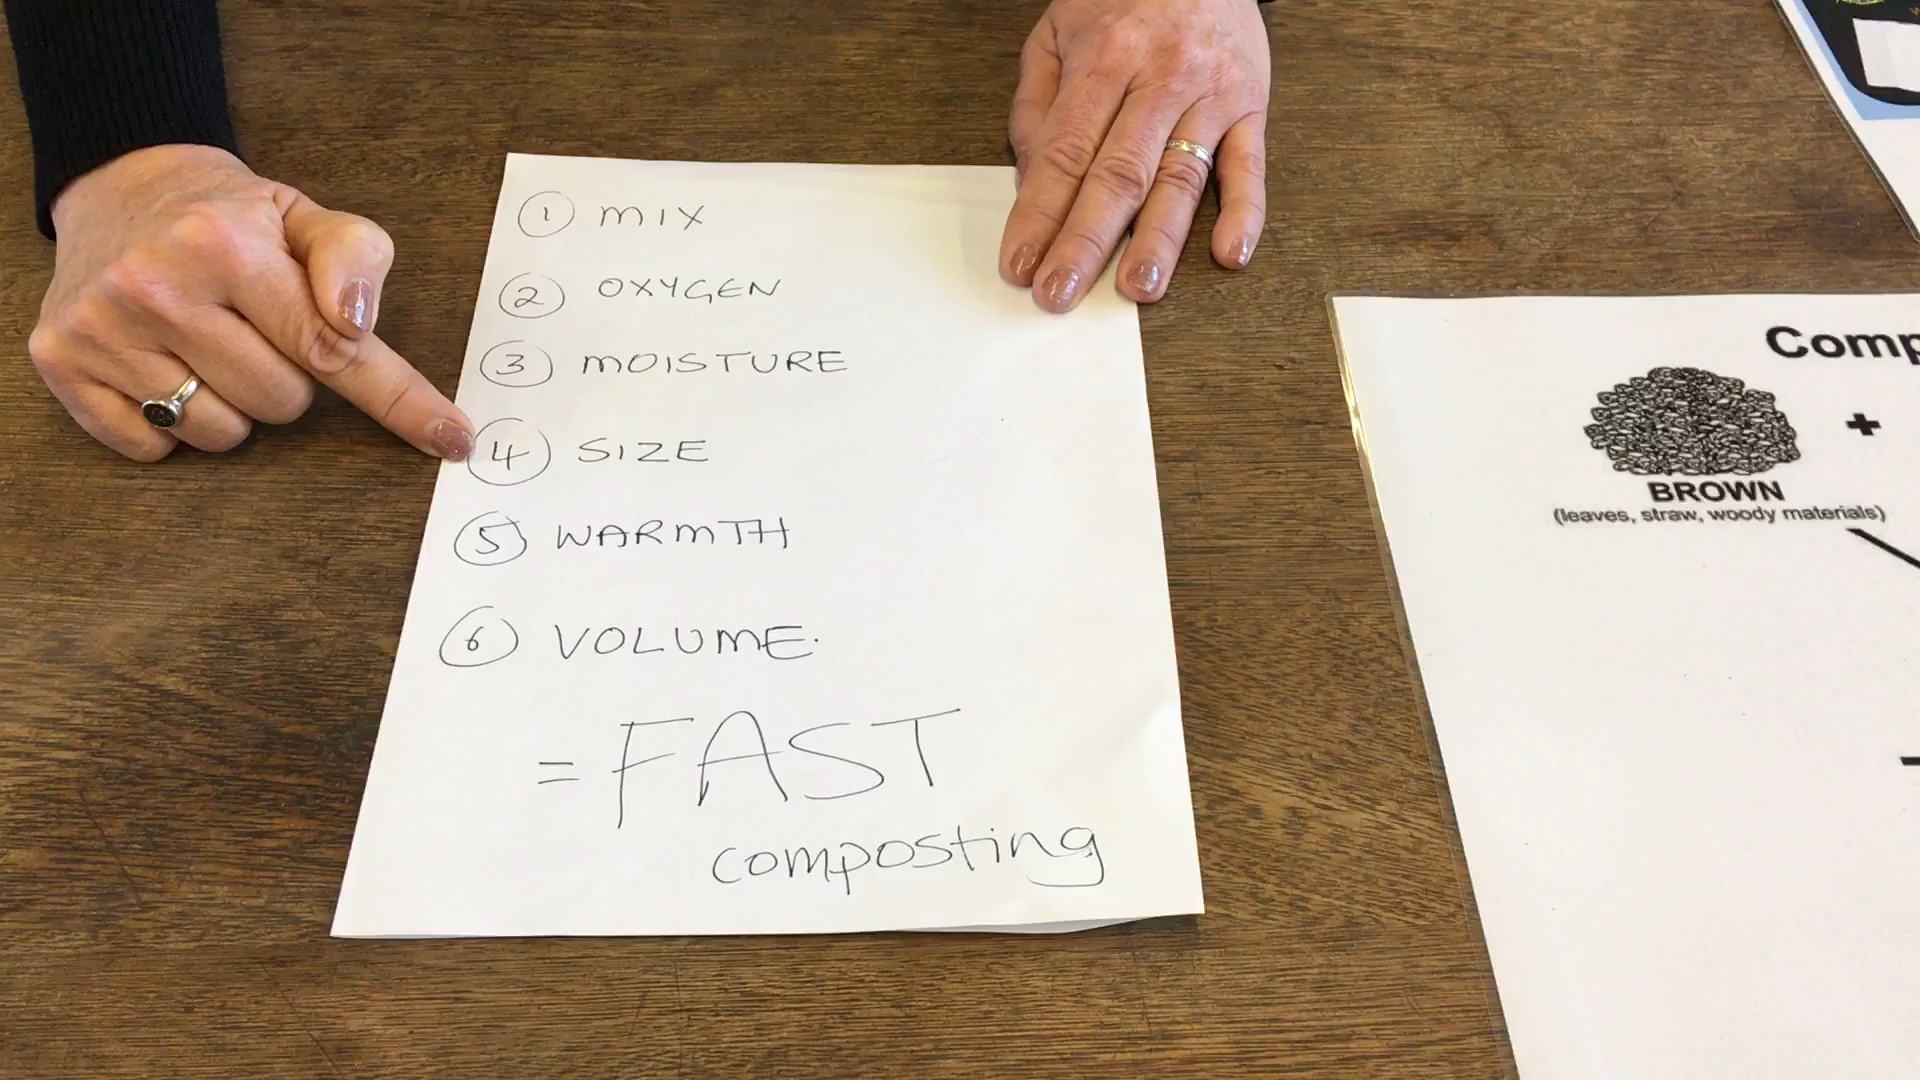 ① MIX
② OXYGEN
③ MOISTURE
④ SIZE
⑤ WARMTH
⑥ VOLUME.
= FAST
composting
Comp
+
BROWN
(leaves, straw, woody materials)